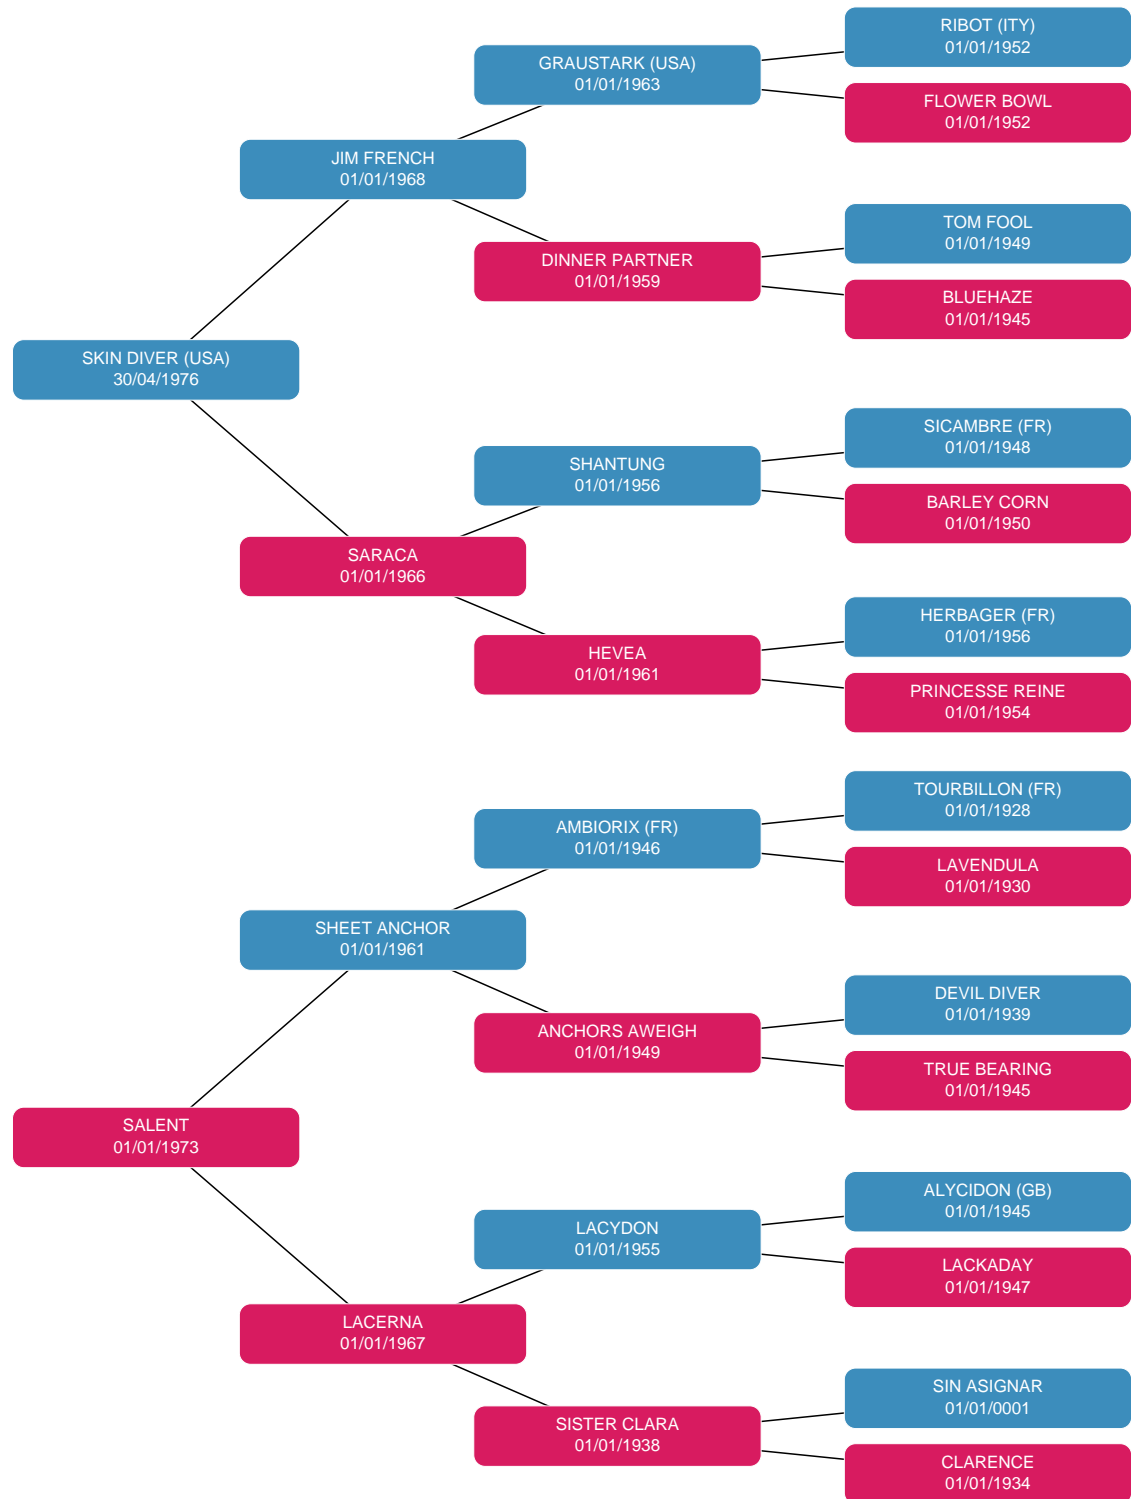 RIBOT (ITY)
01/01/1952
GRAUSTARK (USA)
01/01/1963
FLOWER BOWL
01/01/1952
JIM FRENCH
01/01/1968
TOM FOOL
01/01/1949
DINNER PARTNER
01/01/1959
BLUEHAZE
01/01/1945
SKIN DIVER (USA)
30/04/1976
SICAMBRE (FR)
01/01/1948
SHANTUNG
01/01/1956
BARLEY CORN
01/01/1950
SARACA
01/01/1966
HERBAGER (FR)
01/01/1956
HEVEA
01/01/1961
PRINCESSE REINE
01/01/1954
TOURBILLON (FR)
01/01/1928
AMBIORIX (FR)
01/01/1946
LAVENDULA
01/01/1930
SHEET ANCHOR
01/01/1961
DEVIL DIVER
01/01/1939
ANCHORS AWEIGH
01/01/1949
TRUE BEARING
01/01/1945
SALENT
01/01/1973
ALYCIDON (GB)
01/01/1945
LACYDON
01/01/1955
LACKADAY
01/01/1947
LACERNA
01/01/1967
SIN ASIGNAR
01/01/0001
SISTER CLARA
01/01/1938
CLARENCE
01/01/1934